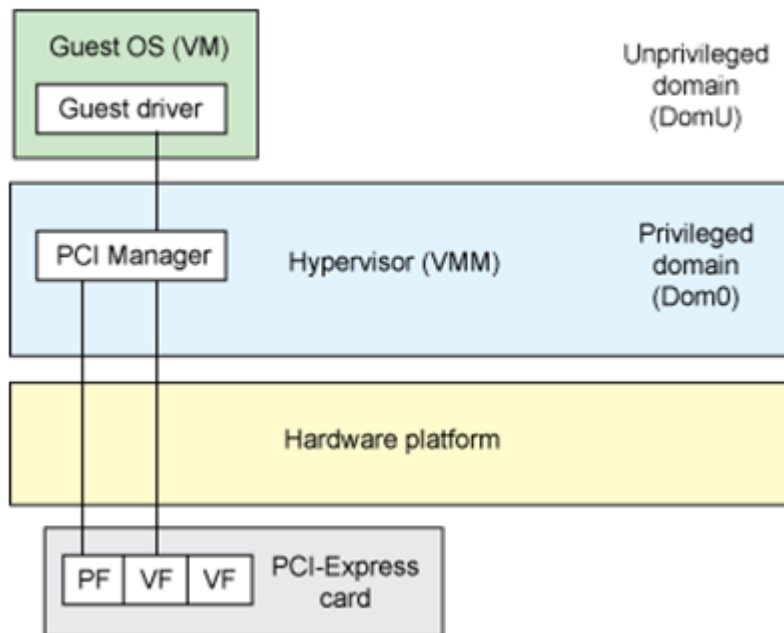 Guest OS (VM)
Guest driver
Unprivileged
domain
(DomU)
PCI Manager
Hypervisor (VMM)
Privileged
domain
(Dom0)
Hardware platform
PF VF VF
PCI-Express
card